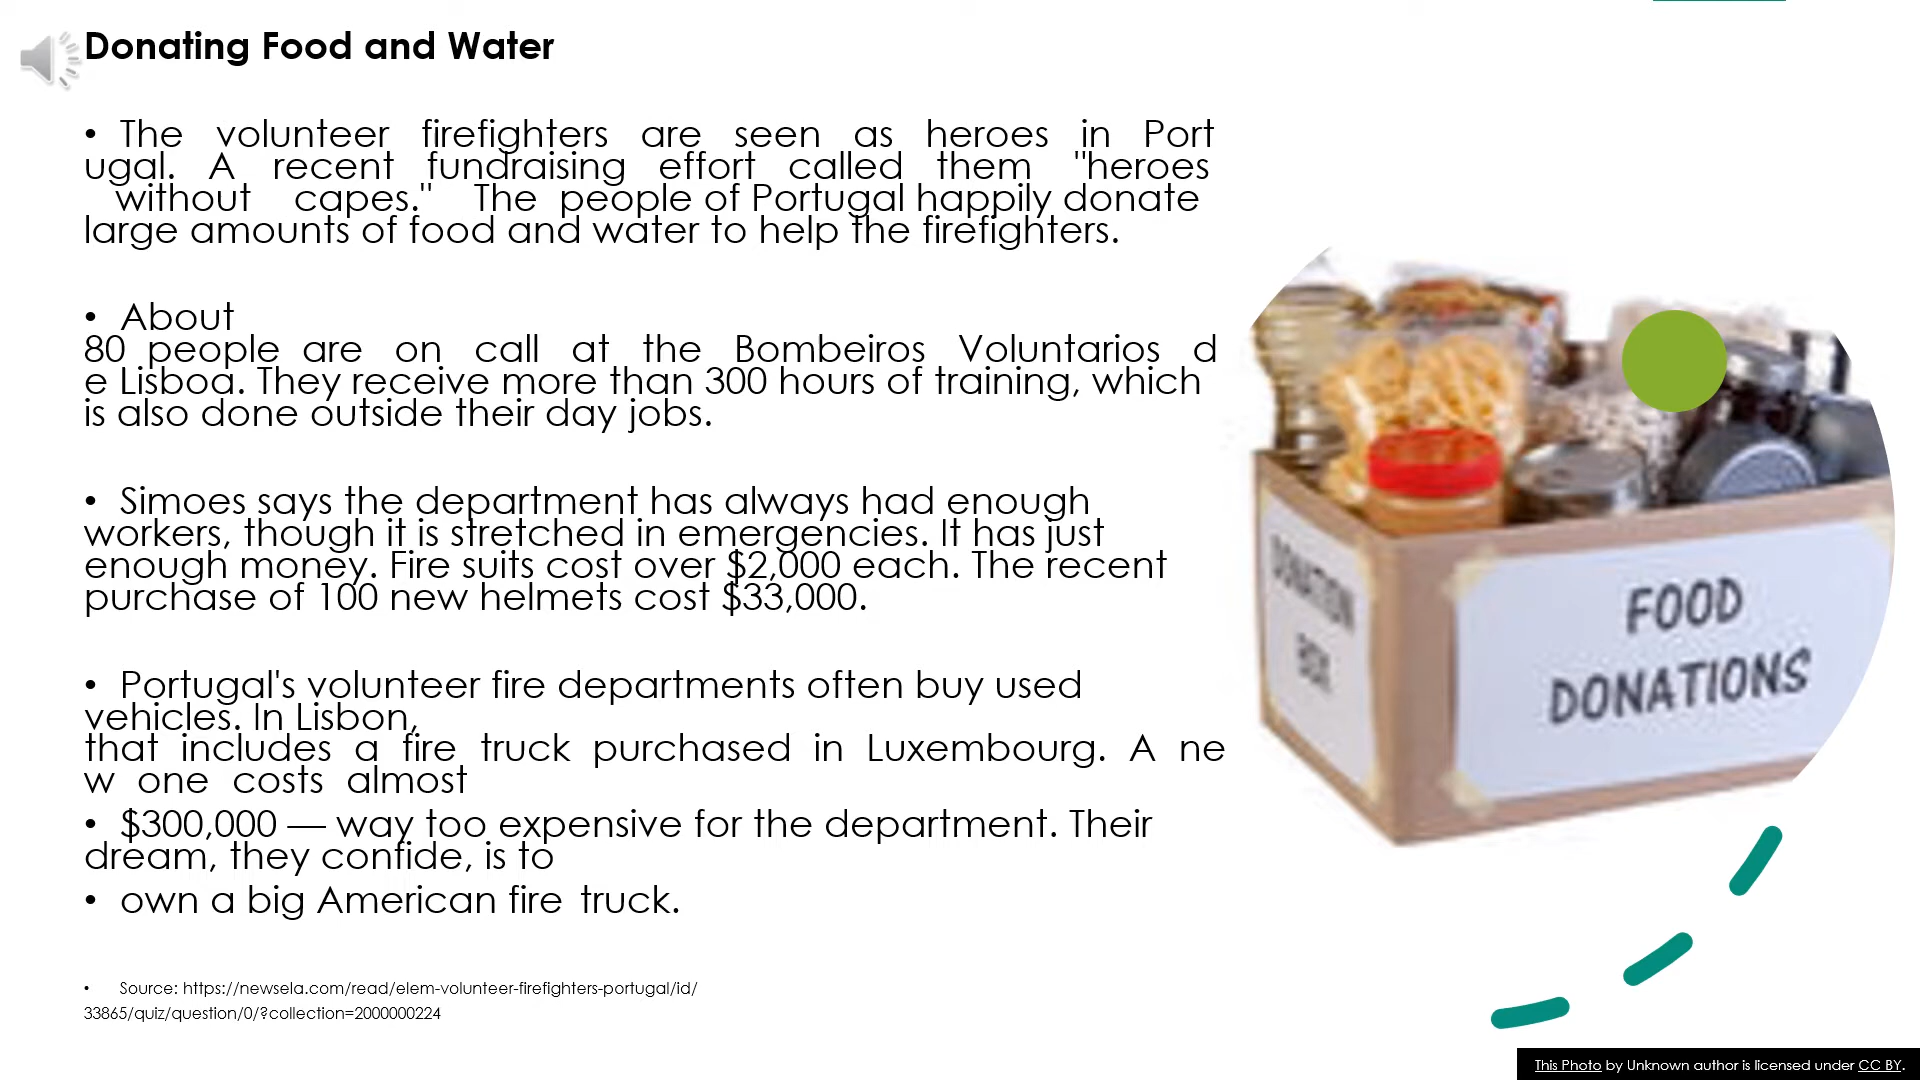 Donating Food and Water
• The volunteer firefighters are seen as heroes in Port
ugal. A recent fundraising effort called them "heroes
without capes." The people of Portugal happily donate
large amounts of food and water to help the firefighters.
• About
80 people are on call at the Bombeiros Voluntarios d
e Lisboa. They receive more than 300 hours of training, which
is also done outside their day jobs.
• Simoes says the department has always had enough
workers, though it is stretched in emergencies. It has just
enough money. Fire suits cost over $2,000 each. The recent
purchase of 100 new helmets cost $33,000.
• Portugal's volunteer fire departments often buy used
vehicles. In Lisbon,
that includes a fire truck purchased in Luxembourg. A ne
w one costs almost
• $300,000 — way too expensive for the department. Their
dream, they confide, is to
• own a big American fire truck.
• Source: https://newsela.com/read/elem-volunteer-firefighters-portugal/id/
33865/quiz/question/0/?collection=2000000224
DONATION
BOX
FOOD
DONATIONS
This Photo by Unknown author is licensed under CC BY.